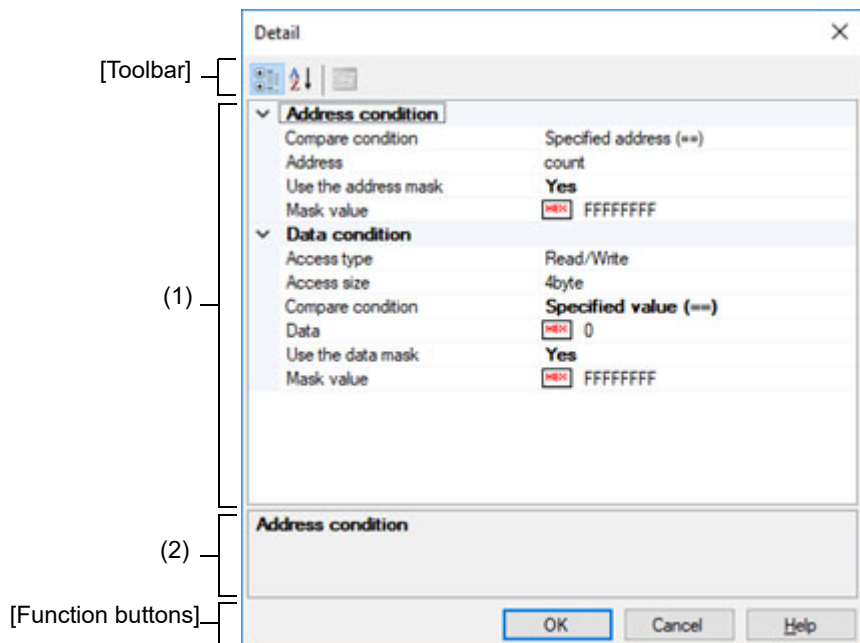 Detail
[Toolbar]
Address condition
Compare condition Specified address (==)
Address count
Use the address mask Yes
Mask value HEX FFFFFFFF
Data condition
Access type Read/Write
Access size 4byte
(1)
Compare condition Specified value (==)
Data HEX 0
Use the data mask Yes
Mask value HEX FFFFFFFF
Address condition
(2)
[Function buttons]
OK Cancel Help